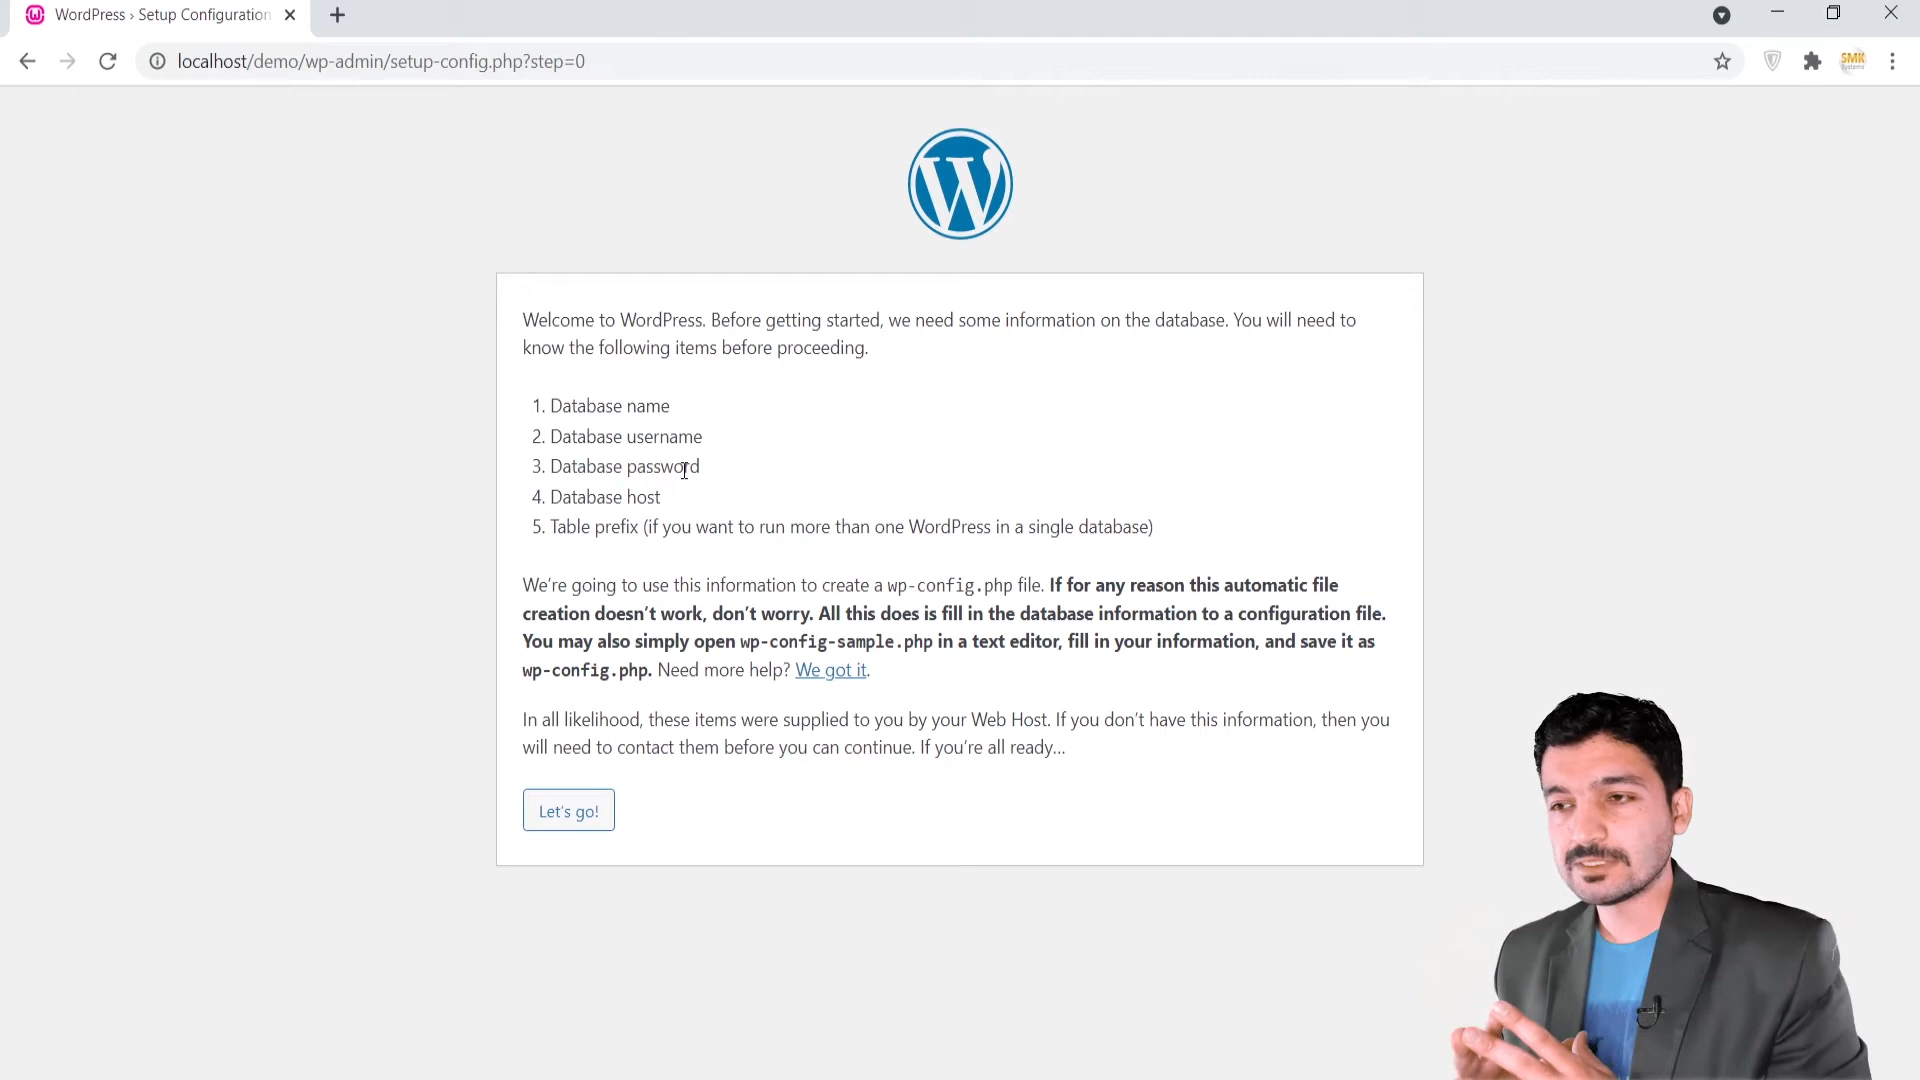 WordPress › Setup Configuration
localhost/demo/wp-admin/setup-config.php?step=0
SMK
Systems
Welcome to WordPress. Before getting started, we need some information on the database. You will need to
know the following items before proceeding.
1. Database name
2. Database username
3. Database password
4. Database host
5. Table prefix (if you want to run more than one WordPress in a single database)
We’re going to use this information to create a wp-config.php file. If for any reason this automatic file
creation doesn’t work, don’t worry. All this does is fill in the database information to a configuration file.
You may also simply open wp-config-sample.php in a text editor, fill in your information, and save it as
wp-config.php. Need more help? We got it.
In all likelihood, these items were supplied to you by your Web Host. If you don’t have this information, then you
will need to contact them before you can continue. If you’re all ready…
Let’s go!